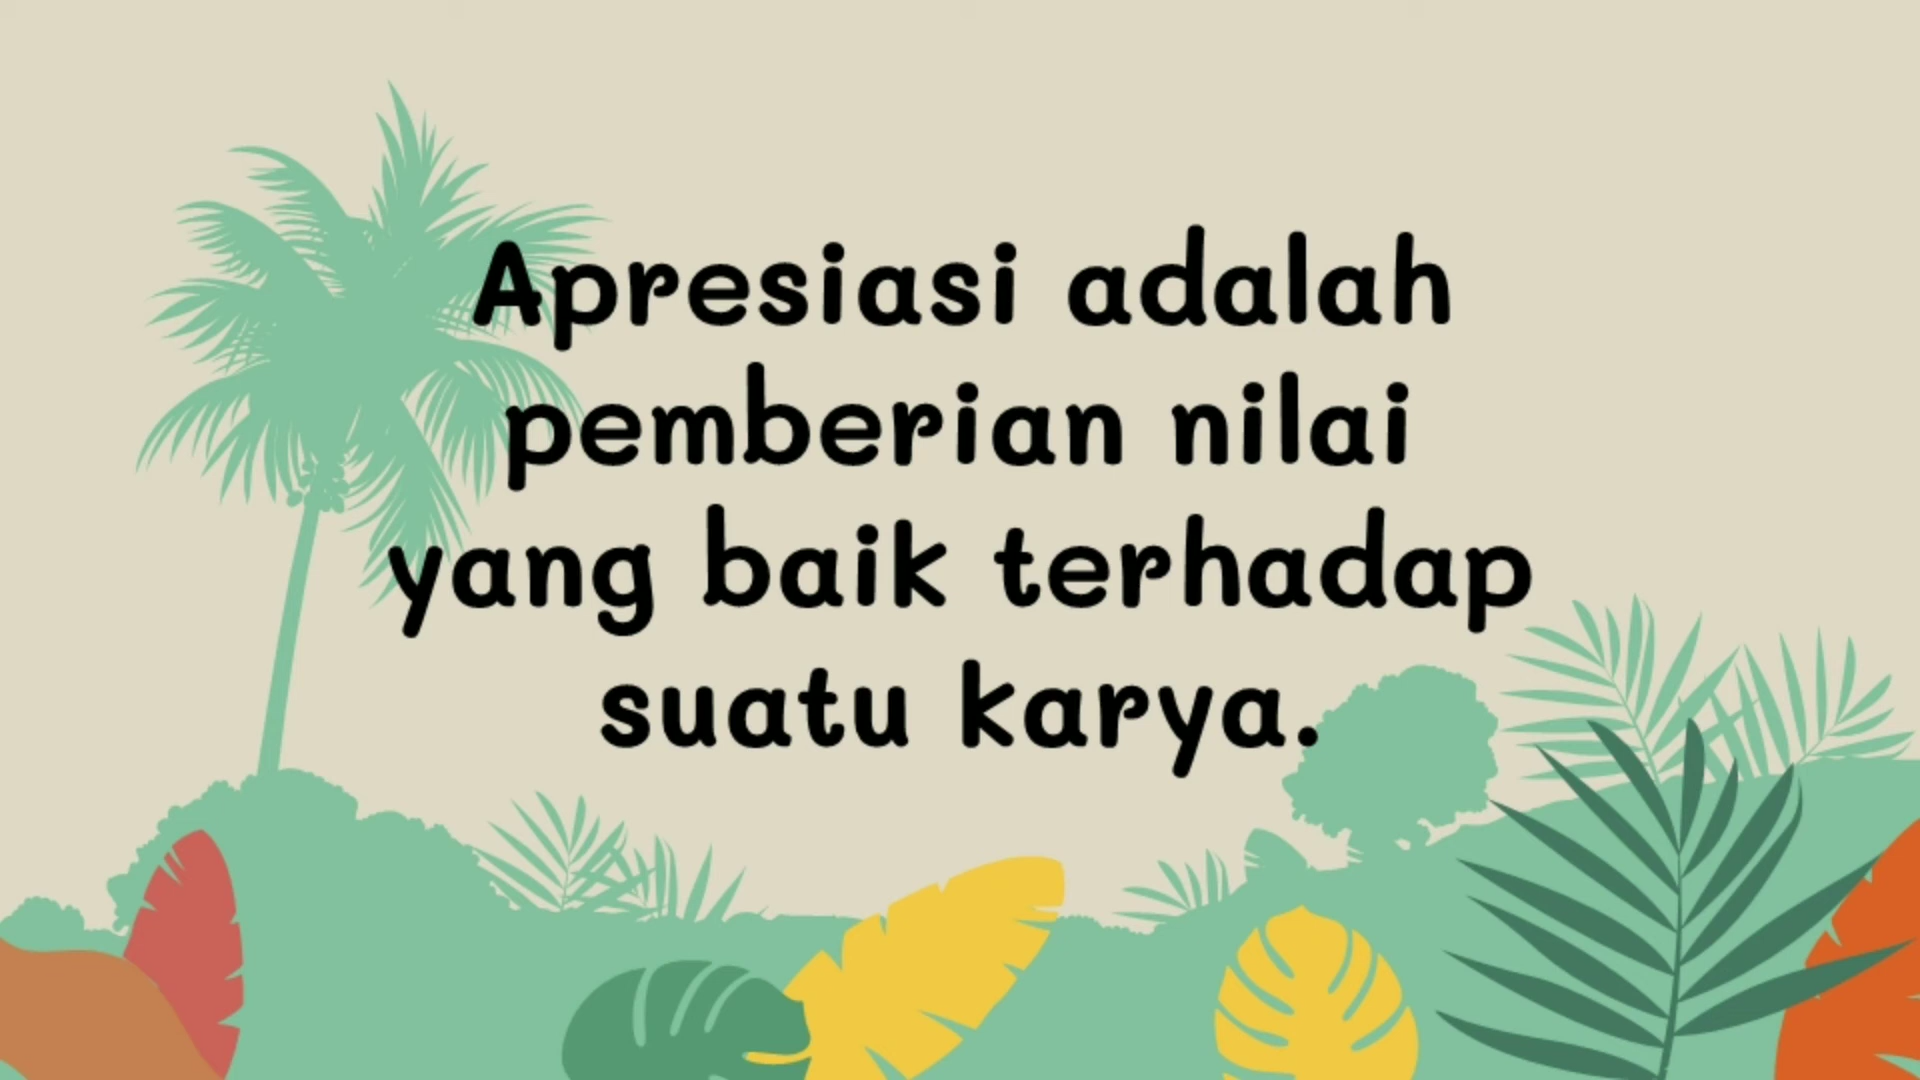 Apresiasi adalah
pemberian nilai
yang baik terhadap
suatu karya.